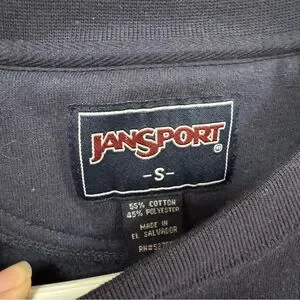 JANSPORT®
-S-
55% COTTON
45% POLYESTER
MADE IN
EL SALVADOR